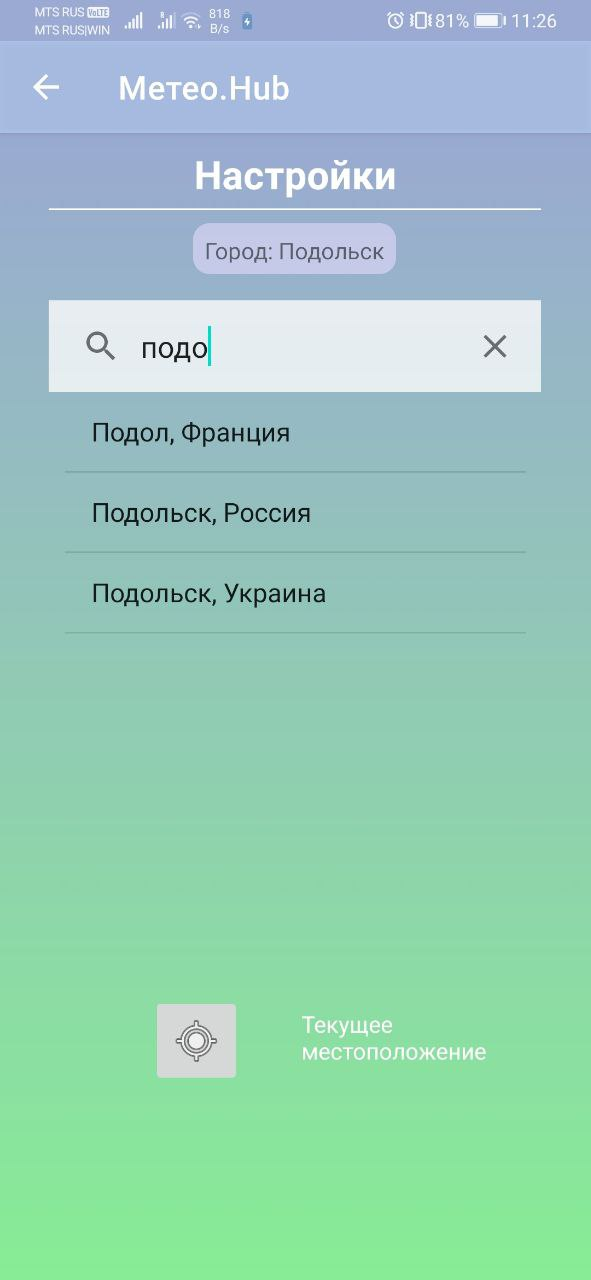 MTS RUS VoLTE
MTS RUS|WIN
818
B/s
81%
11:26
Метео.Hub
Настройки
Город: Подольск
подо
Подол, Франция
Подольск, Россия
Подольск, Украина
Текущее
местоположение